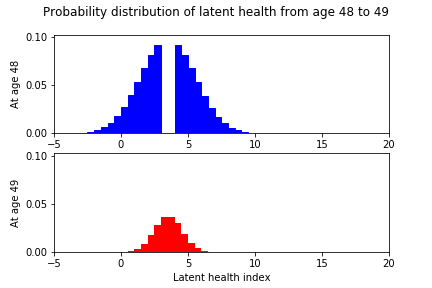 Probability distribution of latent health from age 48 to 49
0.10
0.05
0.00
At age 48
−5 0 5 10 15 20
0.10
0.05
0.00
At age 49
−5 0 5 10 15 20
Latent health index